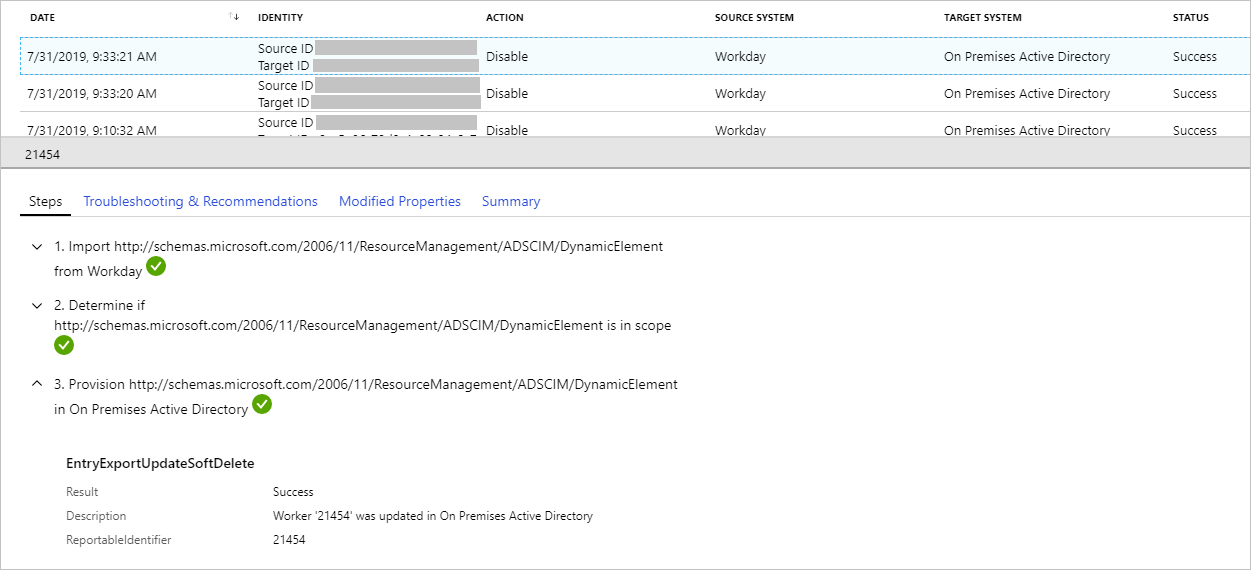 DATE IDENTITY ACTION SOURCE SYSTEM TARGET SYSTEM STATUS
Source ID
7/31/2019, 9:33:21 AM Disable Workday On Premises Active Directory Success
Target ID
Source ID
7/31/2019, 9:33:20 AM Disable Workday On Premises Active Directory Success
Target ID
Source ID
7/31/2019, 9:10:32 AM Disable Workday On Premises Active Directory Success
21454
Steps Troubleshooting & Recommendations Modified Properties Summary
1. Import http://schemas.microsoft.com/2006/11/ResourceManagement/ADSCIM/DynamicElement
from Workday
2. Determine if
http://schemas.microsoft.com/2006/11/ResourceManagement/ADSCIM/DynamicElement is in scope
3. Provision http://schemas.microsoft.com/2006/11/ResourceManagement/ADSCIM/DynamicElement
in On Premises Active Directory
EntryExportUpdateSoftDelete
Result Success
Description Worker '21454' was updated in On Premises Active Directory
ReportableIdentifier 21454